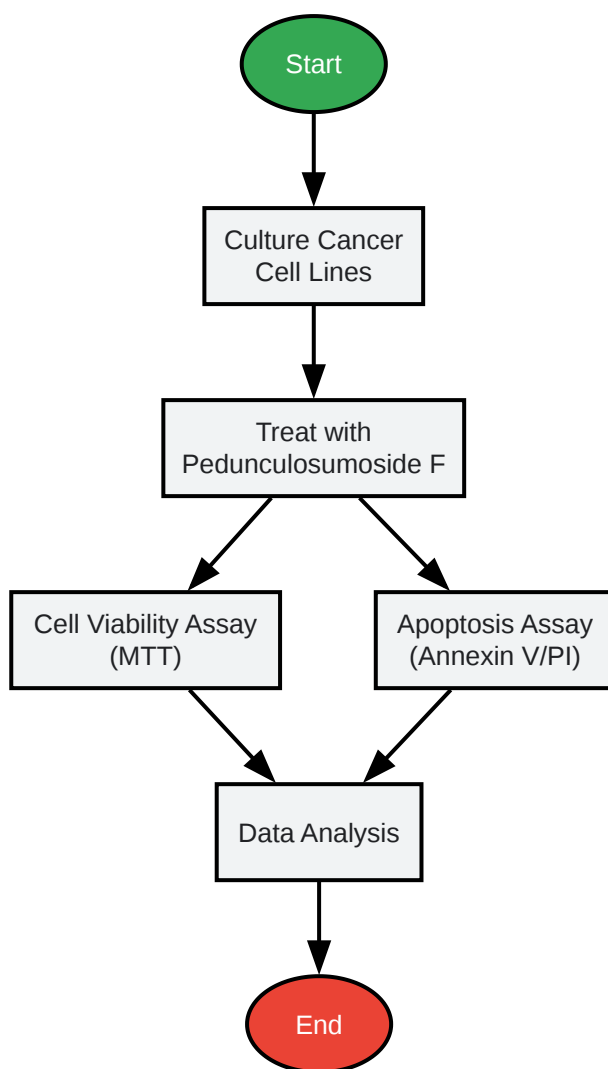 Start
Culture Cancer
Cell Lines
Treat with
Pedunculosumoside F
Cell Viability Assay
(MTT)
Apoptosis Assay
(Annexin V/PI)
Data Analysis
End